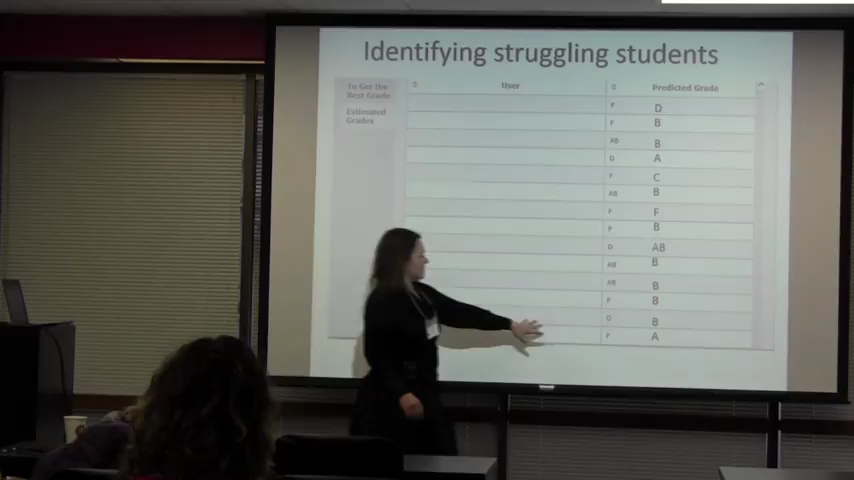 Identifying struggling students
To Get the Best Grade
Estimated Grades
User
Predicted Grade
F D
F B
AB B
D A
F C
AB B
F F
F B
D AB
AB B
AB B
F B
D B
F A